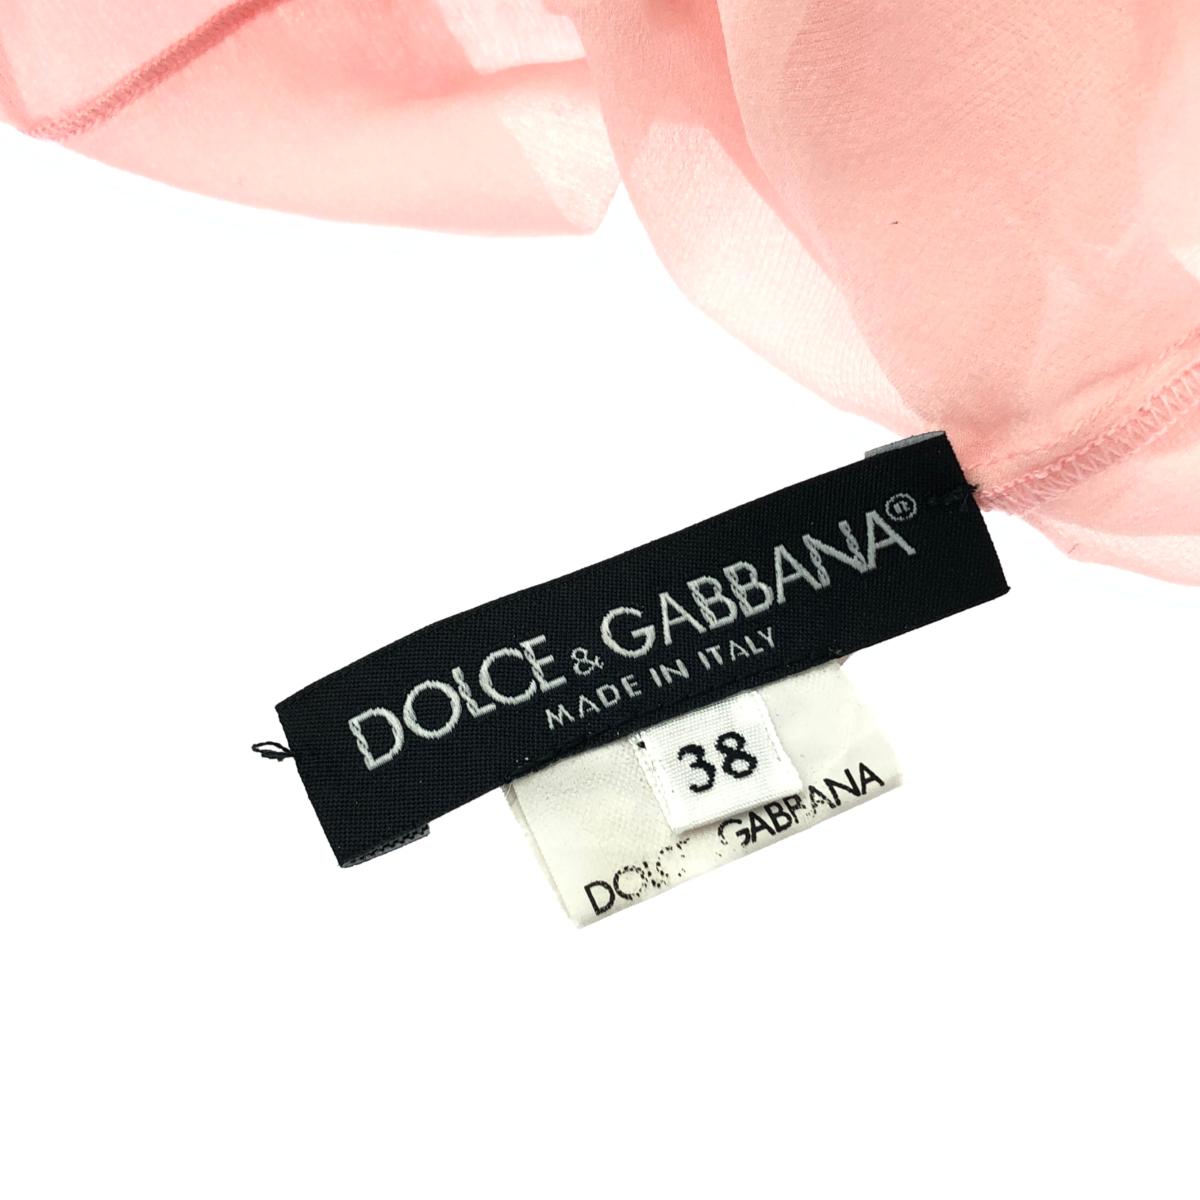 DOLCE & GABBANA®
MADE IN ITALY
38
DOLCE GABBANA